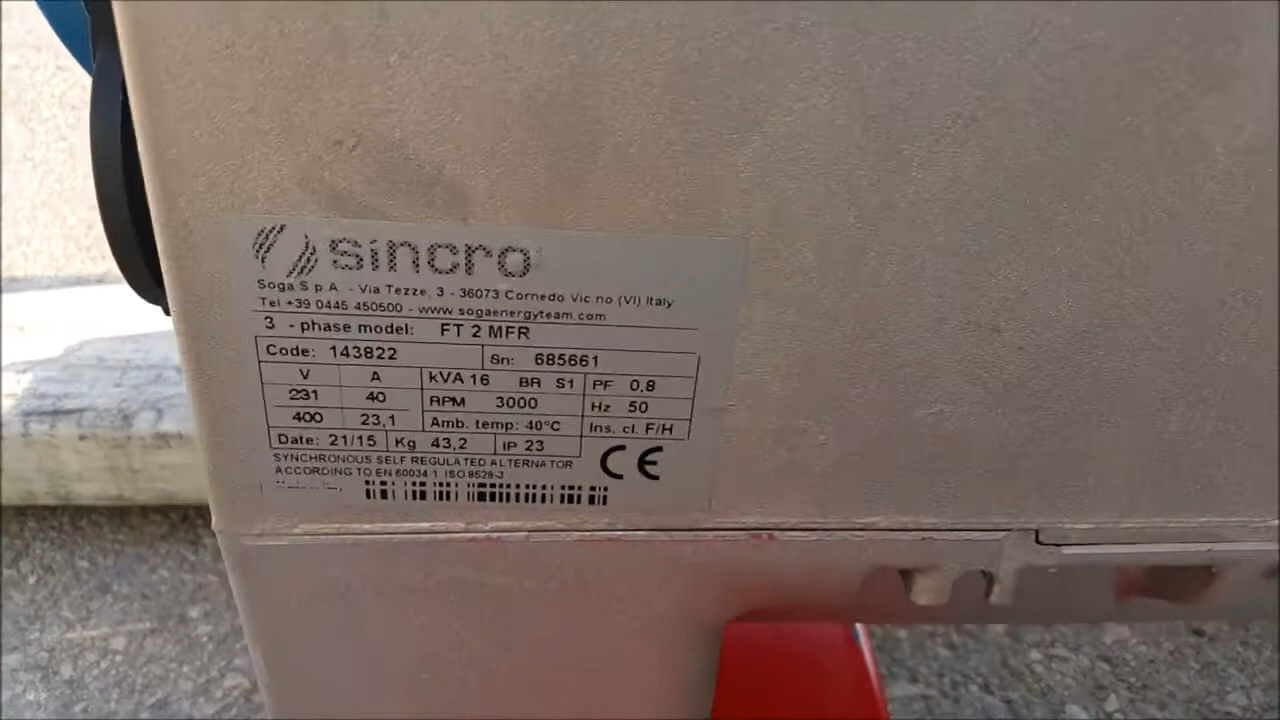 sincro
Soga S.p.A. - Via Tezze, 3 - 36073 Cornedo Vic.no (VI) Italy
Tel +39 0445 450500 - www.sogaenergyteam.com
3 - phase model: FT 2 MFR
Code: 143822 Sn: 685661
V A kVA 16 BR S1 PF 0,8
231 40 RPM 3000 Hz 50
400 23,1 Amb. temp: 40°C Ins. cl. F/H
Date: 21/15 Kg 43,2 IP 23
SYNCHRONOUS SELF REGULATED ALTERNATOR
ACCORDING TO EN 60034-1, ISO 8528-3
CE